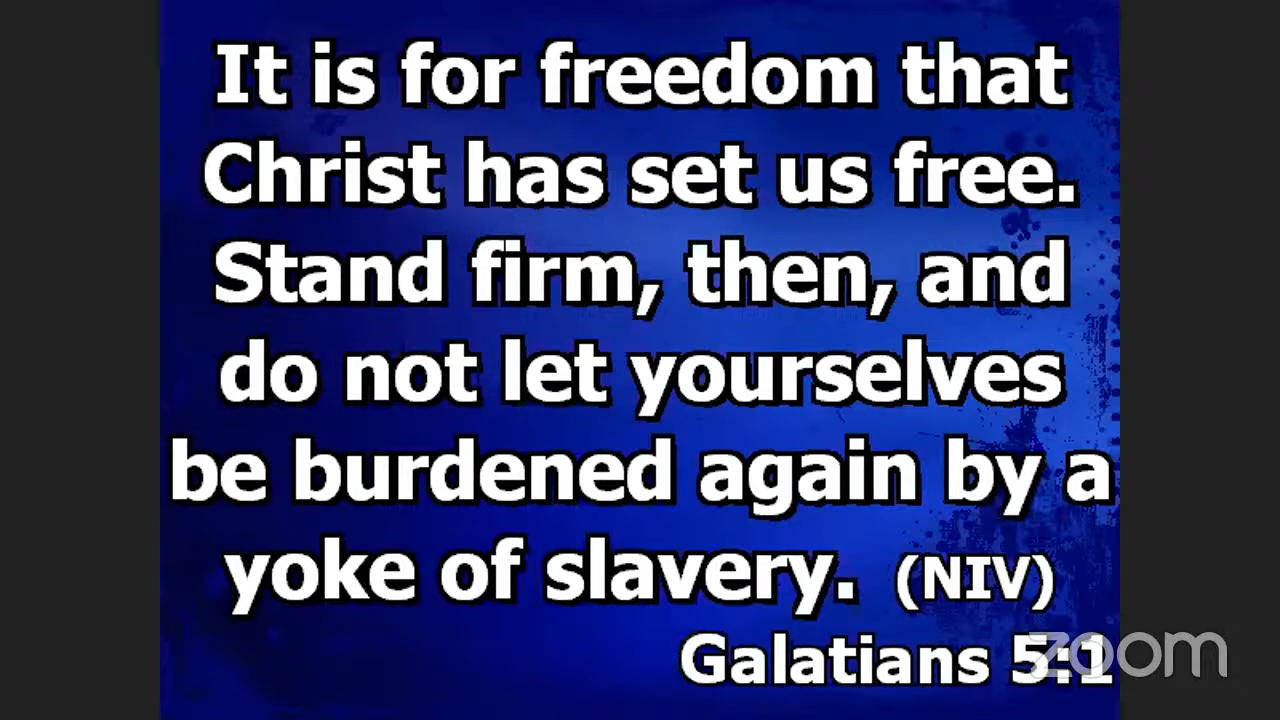 It is for freedom that
Christ has set us free.
Stand firm, then, and
do not let yourselves
be burdened again by a
yoke of slavery. (NIV)
Galatians 5:1
zoom